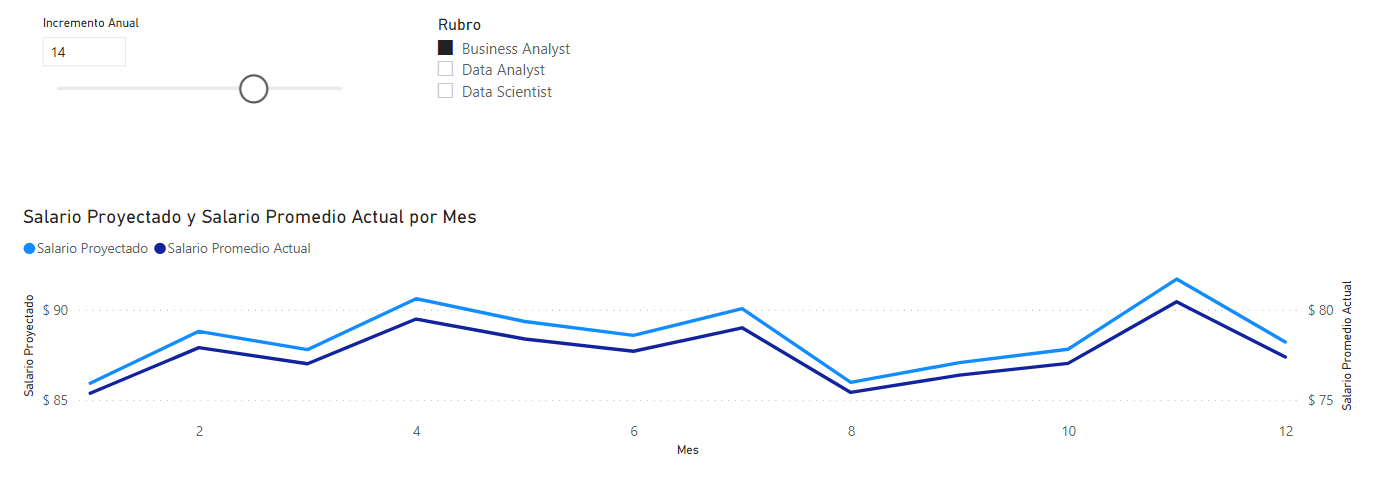 Incremento Anual
14
Rubro
Business Analyst
Data Analyst
Data Scientist
Salario Proyectado y Salario Promedio Actual por Mes
Salario Proyectado Salario Promedio Actual
Salario Proyectado
$ 90
$ 85
$ 80
$ 75
Salario Promedio Actual
2 4 6 8 10 12
Mes